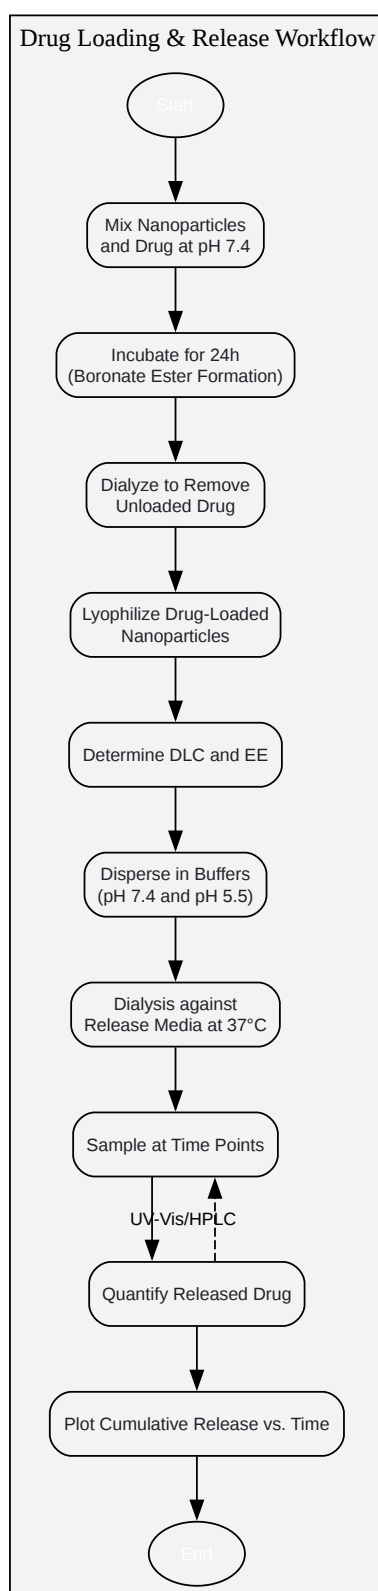 Drug Loading & Release Workflow
Start
Mix Nanoparticles
and Drug at pH 7.4
Incubate for 24h
(Boronate Ester Formation)
Dialyze to Remove
Unloaded Drug
Lyophilize Drug-Loaded
Nanoparticles
Determine DLC and EE
Disperse in Buffers
(pH 7.4 and pH 5.5)
Dialysis against
Release Media at 37°C
Sample at Time Points
UV-Vis/HPLC
Quantify Released Drug
Plot Cumulative Release vs. Time
End